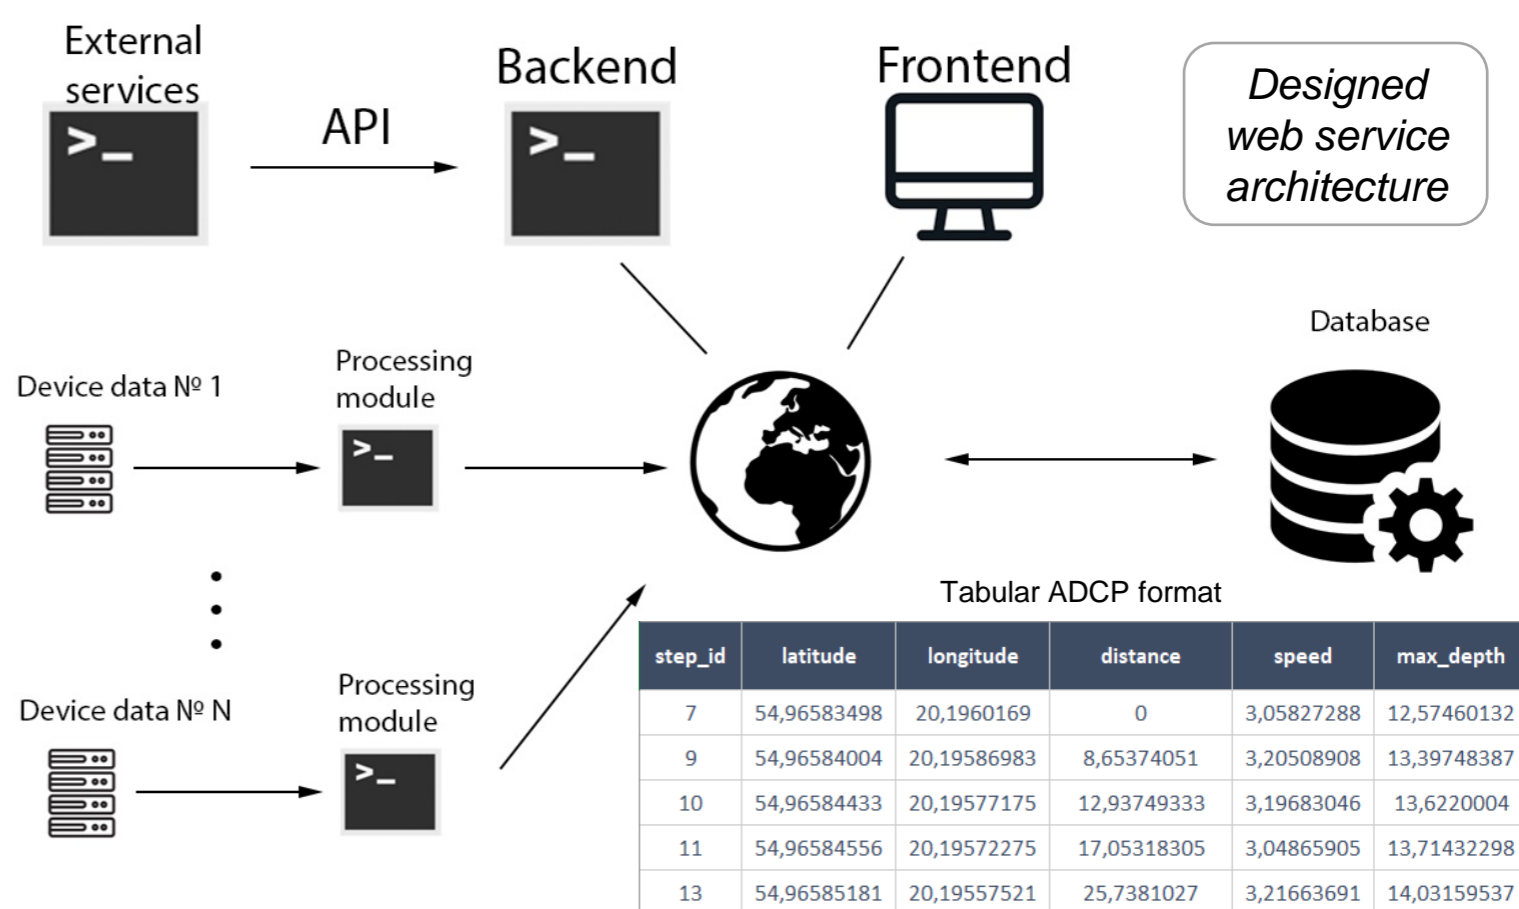 External
services
API
Backend
Frontend
Designed
web service
architecture
>_
>_
Database
Device data № 1
Processing
module
>_
Tabular ADCP format
Device data № N
Processing
module
>_
step_id latitude longitude distance speed max_depth
7 54,96583498 20,1960169 0 3,05827288 12,57460132
9 54,96584004 20,19586983 8,65374051 3,20508908 13,39748387
10 54,96584433 20,19577175 12,93749333 3,19683046 13,6220004
11 54,96584556 20,19572275 17,05318305 3,04865905 13,71432298
13 54,96585181 20,19557521 25,7381027 3,21663691 14,03159537